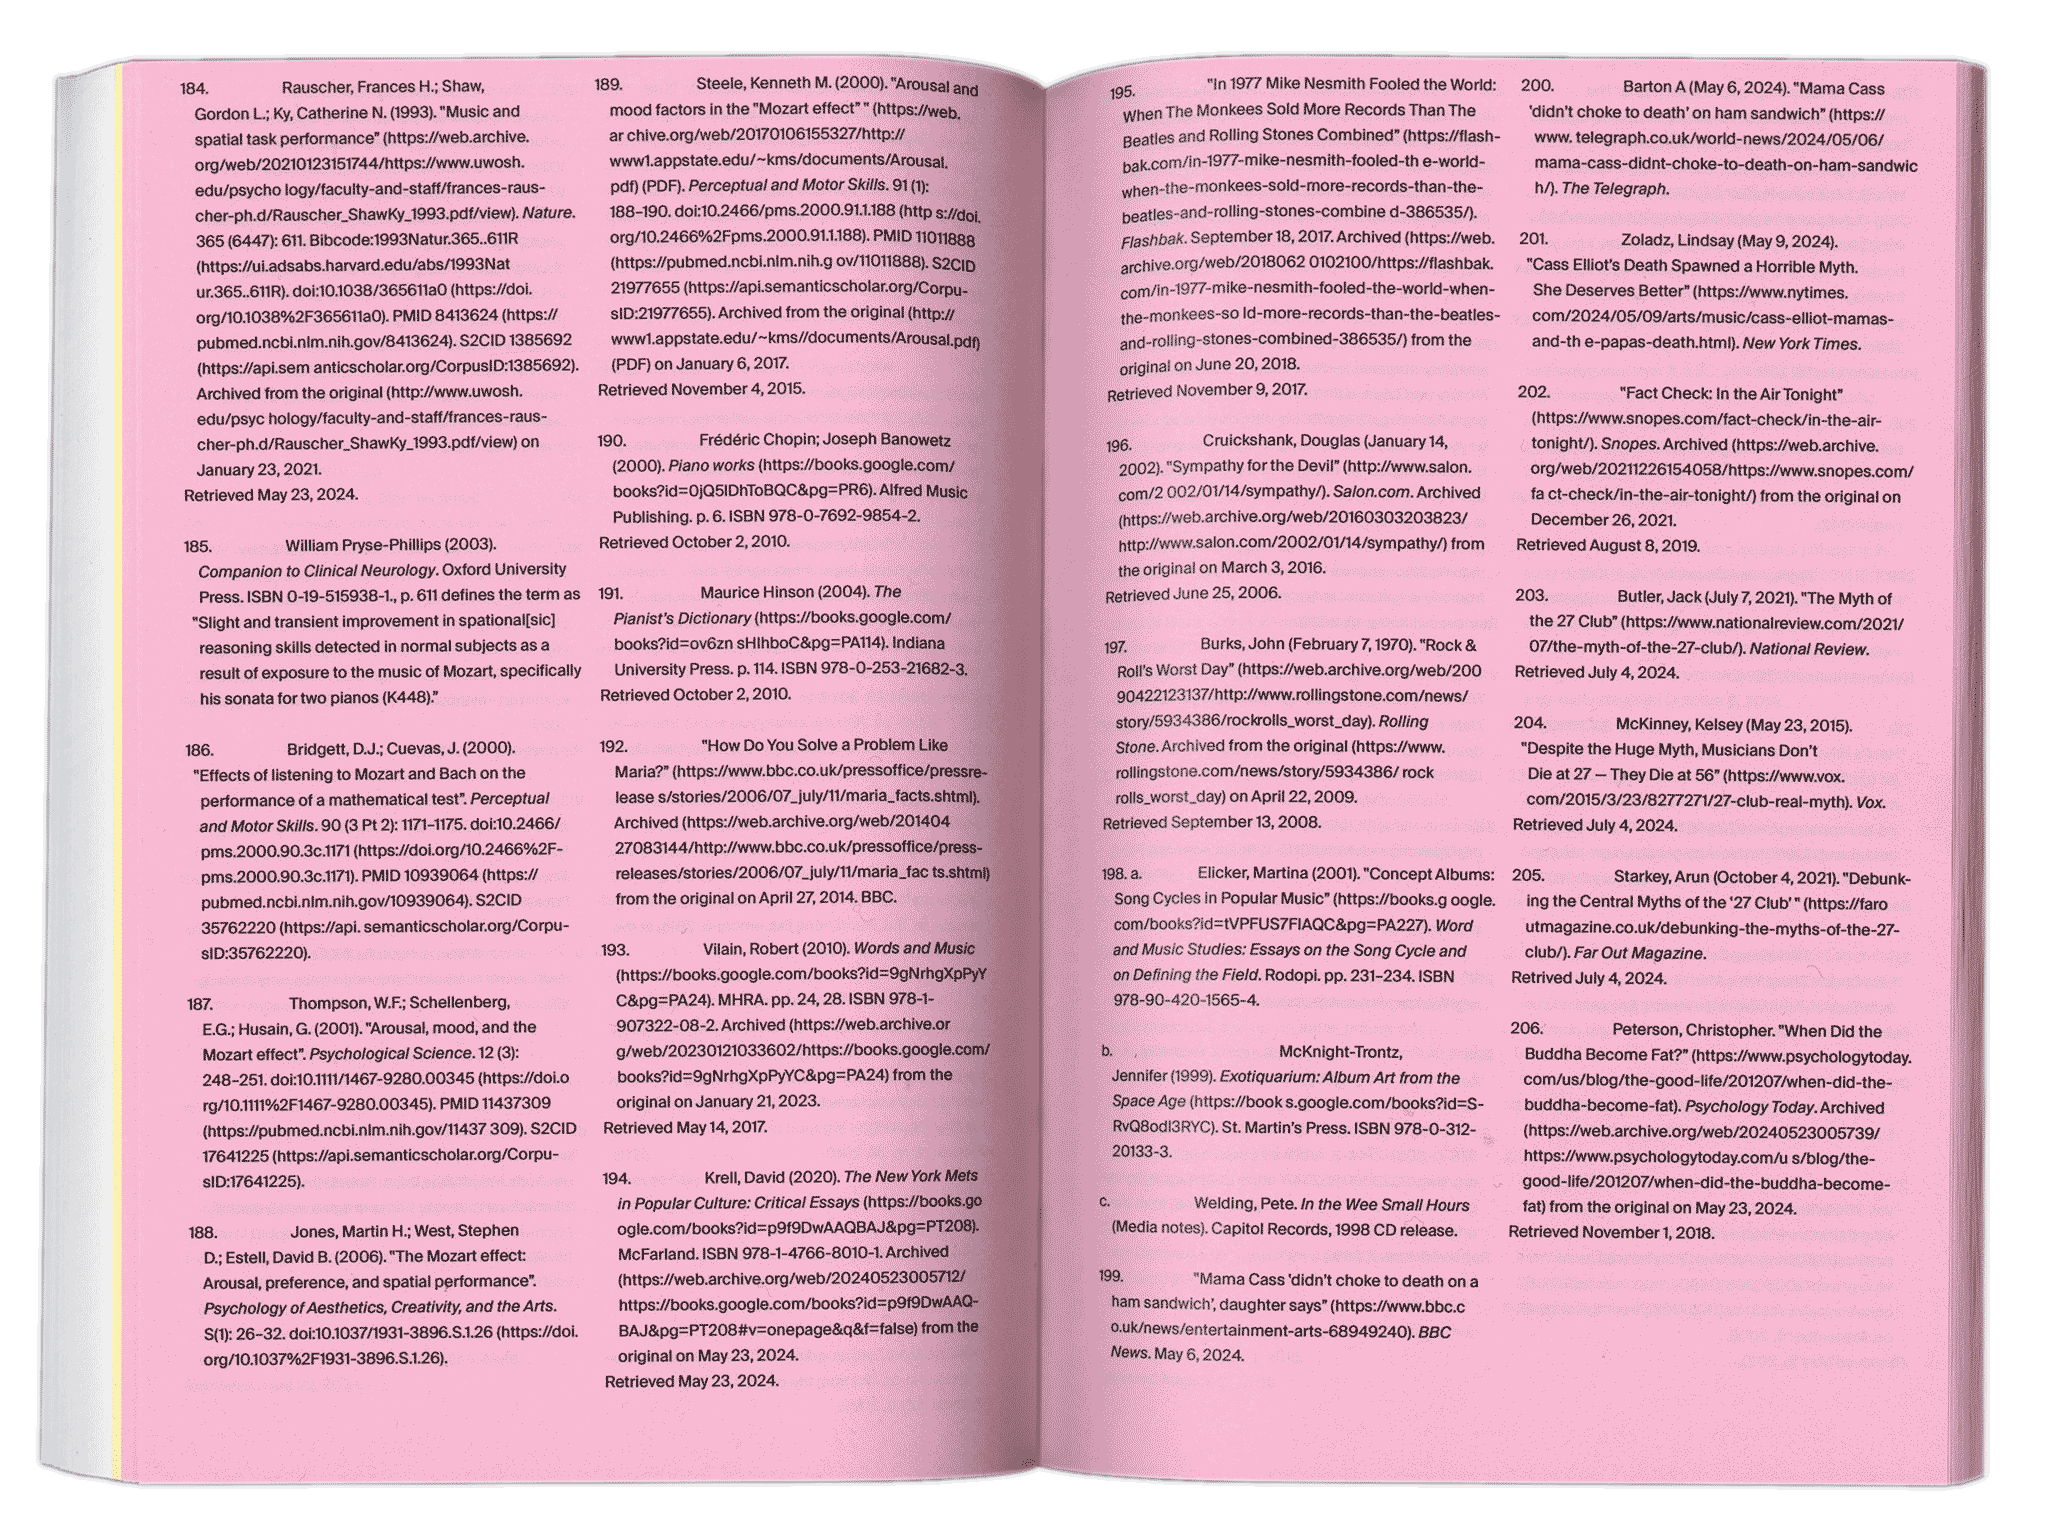 184. Rauscher, Frances H.; Shaw,
Gordon L.; Ky, Catherine N. (1993). "Music and
spatial task performance" (https://web.archive.
org/web/20210123151744/https://www.uwosh.
edu/psycho logy/faculty-and-staff/frances-raus-
cher-ph.d/Rauscher_ShawKy_1993.pdf/view). Nature.
365 (6447): 611. Bibcode:1993Natur.365..611R
(https://ui.adsabs.harvard.edu/abs/1993Nat
ur.365..611R). doi:10.1038/365611a0 (https://doi.
org/10.1038%2F365611a0). PMID 8413624 (https://
pubmed.ncbi.nlm.nih.gov/8413624). S2CID 1385692
(https://api.sem anticscholar.org/CorpusID:1385692).
Archived from the original (http://www.uwosh.
edu/psyc hology/faculty-and-staff/frances-raus-
cher-ph.d/Rauscher_ShawKy_1993.pdf/view) on
January 23, 2021.
Retrieved May 23, 2024.
185. William Pryse-Phillips (2003).
Companion to Clinical Neurology. Oxford University
Press. ISBN 0-19-515938-1., p. 611 defines the term as
"Slight and transient improvement in spational[sic]
reasoning skills detected in normal subjects as a
result of exposure to the music of Mozart, specifically
his sonata for two pianos (K448)."
186. Bridgett, D.J.; Cuevas, J. (2000).
"Effects of listening to Mozart and Bach on the
performance of a mathematical test". Perceptual
and Motor Skills. 90 (3 Pt 2): 1171–1175. doi:10.2466/
pms.2000.90.3c.1171 (https://doi.org/10.2466%2F-
pms.2000.90.3c.1171). PMID 10939064 (https://
pubmed.ncbi.nlm.nih.gov/10939064). S2CID
35762220 (https://api. semanticscholar.org/Corpu-
sID:35762220).
187. Thompson, W.F.; Schellenberg,
E.G.; Husain, G. (2001). "Arousal, mood, and the
Mozart effect". Psychological Science. 12 (3):
248–251. doi:10.1111/1467-9280.00345 (https://doi.o
rg/10.1111%2F1467-9280.00345). PMID 11437309
(https://pubmed.ncbi.nlm.nih.gov/11437 309). S2CID
17641225 (https://api.semanticscholar.org/Corpu-
sID:17641225).
188. Jones, Martin H.; West, Stephen
D.; Estell, David B. (2006). "The Mozart effect:
Arousal, preference, and spatial performance".
Psychology of Aesthetics, Creativity, and the Arts.
S(1): 26–32. doi:10.1037/1931-3896.S.1.26 (https://doi.
org/10.1037%2F1931-3896.S.1.26).
189. Steele, Kenneth M. (2000). "Arousal and
mood factors in the "Mozart effect" " (https://web.
ar chive.org/web/20170106155327/http://
www1.appstate.edu/~kms/documents/Arousal.
pdf) (PDF). Perceptual and Motor Skills. 91 (1):
188–190. doi:10.2466/pms.2000.91.1.188 (http s://doi.
org/10.2466%2Fpms.2000.91.1.188). PMID 11011888
(https://pubmed.ncbi.nlm.nih.g ov/11011888). S2CID
21977655 (https://api.semanticscholar.org/Corpu-
sID:21977655). Archived from the original (http://
www1.appstate.edu/~kms//documents/Arousal.pdf)
(PDF) on January 6, 2017.
Retrieved November 4, 2015.
190. Frédéric Chopin; Joseph Banowetz
(2000). Piano works (https://books.google.com/
books?id=0jQ5IDhToBQC&pg=PR6). Alfred Music
Publishing. p. 6. ISBN 978-0-7692-9854-2.
Retrieved October 2, 2010.
191. Maurice Hinson (2004). The
Pianist's Dictionary (https://books.google.com/
books?id=ov6zn sHIhboC&pg=PA114). Indiana
University Press. p. 114. ISBN 978-0-253-21682-3.
Retrieved October 2, 2010.
192. "How Do You Solve a Problem Like
Maria?" (https://www.bbc.co.uk/pressoffice/pressre-
lease s/stories/2006/07_july/11/maria_facts.shtml).
Archived (https://web.archive.org/web/201404
27083144/http://www.bbc.co.uk/pressoffice/press-
releases/stories/2006/07_july/11/maria_fac ts.shtml)
from the original on April 27, 2014. BBC.
193. Vilain, Robert (2010). Words and Music
(https://books.google.com/books?id=9gNrhgXpPyY
C&pg=PA24). MHRA. pp. 24, 28. ISBN 978-1-
907322-08-2. Archived (https://web.archive.or
g/web/20230121033602/https://books.google.com/
books?id=9gNrhgXpPyYC&pg=PA24) from the
original on January 21, 2023.
Retrieved May 14, 2017.
194. Krell, David (2020). The New York Mets
in Popular Culture: Critical Essays (https://books.go
ogle.com/books?id=p9f9DwAAQBAJ&pg=PT208).
McFarland. ISBN 978-1-4766-8010-1. Archived
(https://web.archive.org/web/20240523005712/
https://books.google.com/books?id=p9f9DwAAQ-
BAJ&pg=PT208#v=onepage&q&f=false) from the
original on May 23, 2024.
Retrieved May 23, 2024.
195. "In 1977 Mike Nesmith Fooled the World:
When The Monkees Sold More Records Than The
Beatles and Rolling Stones Combined" (https://flash-
bak.com/in-1977-mike-nesmith-fooled-th e-world-
when-the-monkees-sold-more-records-than-the-
beatles-and-rolling-stones-combine d-386535/).
Flashbak. September 18, 2017. Archived (https://web.
archive.org/web/2018062 0102100/https://flashbak.
com/in-1977-mike-nesmith-fooled-the-world-when-
the-monkees-so ld-more-records-than-the-beatles-
and-rolling-stones-combined-386535/) from the
original on June 20, 2018.
Retrieved November 9, 2017.
196. Cruickshank, Douglas (January 14,
2002). "Sympathy for the Devil" (http://www.salon.
com/2 002/01/14/sympathy/). Salon.com. Archived
(https://web.archive.org/web/20160303203823/
http://www.salon.com/2002/01/14/sympathy/) from
the original on March 3, 2016.
Retrieved June 25, 2006.
197. Burks, John (February 7, 1970). "Rock &
Roll's Worst Day" (https://web.archive.org/web/200
90422123137/http://www.rollingstone.com/news/
story/5934386/rockrolls_worst_day). Rolling
Stone. Archived from the original (https://www.
rollingstone.com/news/story/5934386/ rock
rolls_worst_day) on April 22, 2009.
Retrieved September 13, 2008.
198. a. Elicker, Martina (2001). "Concept Albums:
Song Cycles in Popular Music" (https://books.g oogle.
com/books?id=tVPFUS7FIAQC&pg=PA227). Word
and Music Studies: Essays on the Song Cycle and
on Defining the Field. Rodopi. pp. 231–234. ISBN
978-90-420-1565-4.
b. McKnight-Trontz,
Jennifer (1999). Exotiquarium: Album Art from the
Space Age (https://book s.google.com/books?id=S-
RvQ8odI3RYC). St. Martin's Press. ISBN 978-0-312-
20133-3.
c. Welding, Pete. In the Wee Small Hours
(Media notes). Capitol Records, 1998 CD release.
199. "Mama Cass 'didn't choke to death on a
ham sandwich', daughter says" (https://www.bbc.c
o.uk/news/entertainment-arts-68949240). BBC
News. May 6, 2024.
200. Barton A (May 6, 2024). "Mama Cass
'didn't choke to death' on ham sandwich" (https://
www. telegraph.co.uk/world-news/2024/05/06/
mama-cass-didnt-choke-to-death-on-ham-sandwic
h/). The Telegraph.
201. Zoladz, Lindsay (May 9, 2024).
"Cass Elliot's Death Spawned a Horrible Myth.
She Deserves Better" (https://www.nytimes.
com/2024/05/09/arts/music/cass-elliot-mamas-
and-th e-papas-death.html). New York Times.
202. "Fact Check: In the Air Tonight"
(https://www.snopes.com/fact-check/in-the-air-
tonight/). Snopes. Archived (https://web.archive.
org/web/20211226154058/https://www.snopes.com/
fa ct-check/in-the-air-tonight/) from the original on
December 26, 2021.
Retrieved August 8, 2019.
203. Butler, Jack (July 7, 2021). "The Myth of
the 27 Club" (https://www.nationalreview.com/2021/
07/the-myth-of-the-27-club/). National Review.
Retrieved July 4, 2024.
204. McKinney, Kelsey (May 23, 2015).
"Despite the Huge Myth, Musicians Don't
Die at 27 — They Die at 56" (https://www.vox.
com/2015/3/23/8277271/27-club-real-myth). Vox.
Retrieved July 4, 2024.
205. Starkey, Arun (October 4, 2021). "Debunk-
ing the Central Myths of the '27 Club' " (https://faro
utmagazine.co.uk/debunking-the-myths-of-the-27-
club/). Far Out Magazine.
Retrived July 4, 2024.
206. Peterson, Christopher. "When Did the
Buddha Become Fat?" (https://www.psychologytoday.
com/us/blog/the-good-life/201207/when-did-the-
buddha-become-fat). Psychology Today. Archived
(https://web.archive.org/web/20240523005739/
https://www.psychologytoday.com/u s/blog/the-
good-life/201207/when-did-the-buddha-become-
fat) from the original on May 23, 2024.
Retrieved November 1, 2018.